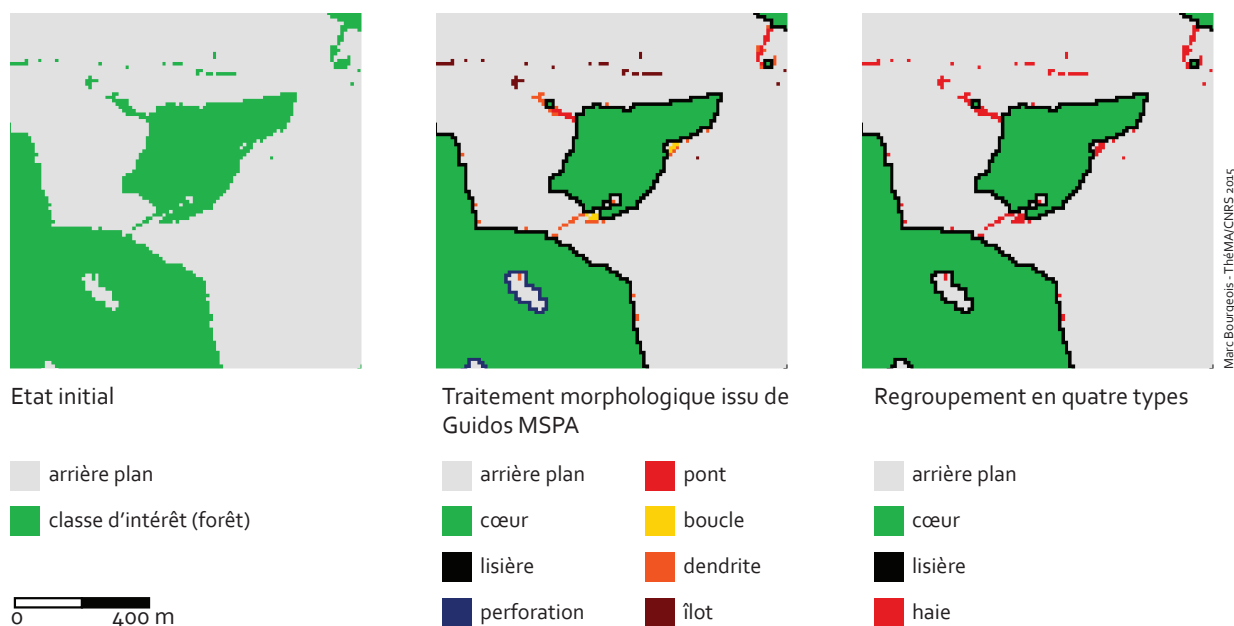 Marc Bourgeois - ThéMA/CNRS 2015
Etat initial
arrière plan
classe d'intérêt (forêt)
0 400 m
Traitement morphologique issu de
Guidos MSPA
arrière plan
cœur
lisière
perforation
pont
boucle
dendrite
îlot
Regroupement en quatre types
arrière plan
cœur
lisière
haie